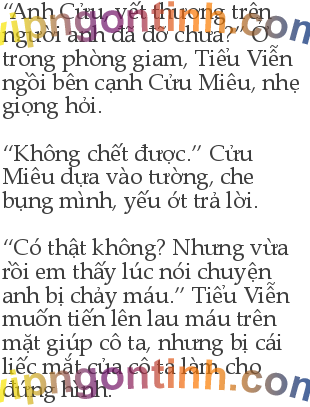 “Anh Cửu, vết thương trên
người anh đã đỡ chưa?” Ở
trong phòng giam, Tiểu Viễn
ngồi bên cạnh Cửu Miêu, nhẹ
giọng hỏi.
“Không chết được.” Cửu
Miêu dựa vào tường, che
bụng mình, yếu ớt trả lời.
“Có thật không? Nhưng vừa
rồi em thấy lúc nói chuyện
anh bị chảy máu.” Tiểu Viễn
muốn tiến lên lau máu trên
mặt giúp cô ta, nhưng bị cái
liếc mắt của cô tả làm cho
đúng hình.
vipngontinh.com
vipngontinh.com